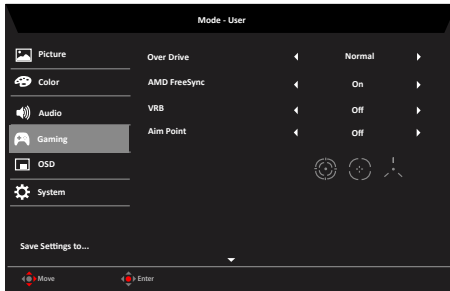 Mode - User
Picture
Over Drive Normal
Color
AMD FreeSync On
Audio
VRB Off
Gaming
Aim Point Off
OSD
System
Save Settings to...
Move Enter